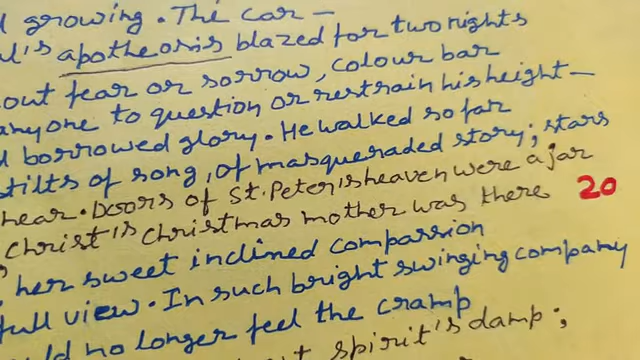 growing. The car-
apotheosis blazed for two nights
out fear or sorrow, colour bar
anyone to question or restrain his height-
borrowed glory. He walked so far
stilts of song, of masqueraded story; stars
near. Doors of St. Peter's heaven were ajar
Christ's Christmas mother was there 20
her sweet inclined compassion
full view. In such bright swinging company
no longer feel the cramp
spirit's damp;